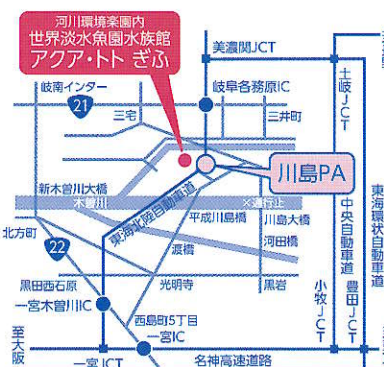 河川環境楽園内
世界淡水魚園水族館
アクア・トト ぎふ
美濃関JCT
岐南インター
21
岐阜各務原IC
三宅
三井町
土岐JCT
川島PA
新木曽川大橋
木曽川
×通行止
東海北陸自動車道
平成川島橋
川島大橋
北方町
22
渡橋
河田橋
中央自動車道
東海環状自動車道
黒田西石原
光明寺
黒岩
一宮木曽川IC
西島町5丁目
一宮IC
小牧JCT
豊田JCT
至大阪
一宮JCT
名神高速道路